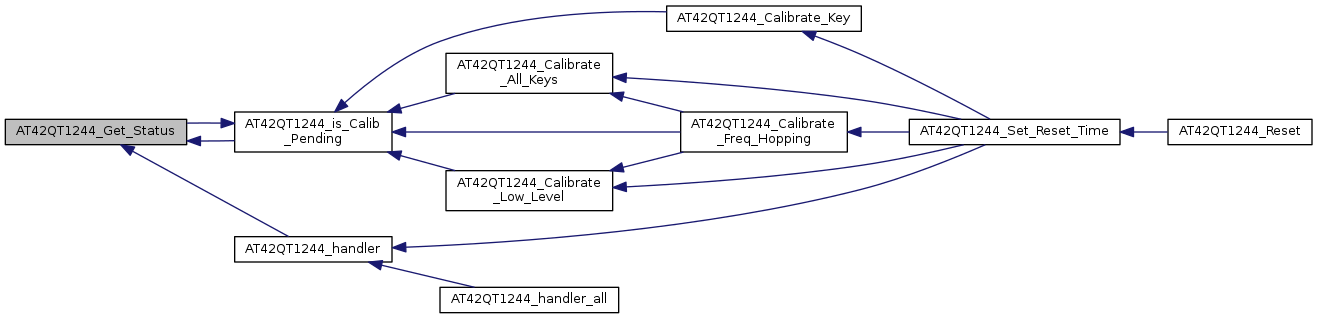 AT42QT1244_Calibrate_Key
AT42QT1244_Calibrate
_All_Keys
AT42QT1244_Get_Status
AT42QT1244_is_Calib
_Pending
AT42QT1244_Calibrate
_Freq_Hopping
AT42QT1244_Set_Reset_Time
AT42QT1244_Reset
AT42QT1244_Calibrate
_Low_Level
AT42QT1244_handler
AT42QT1244_handler_all